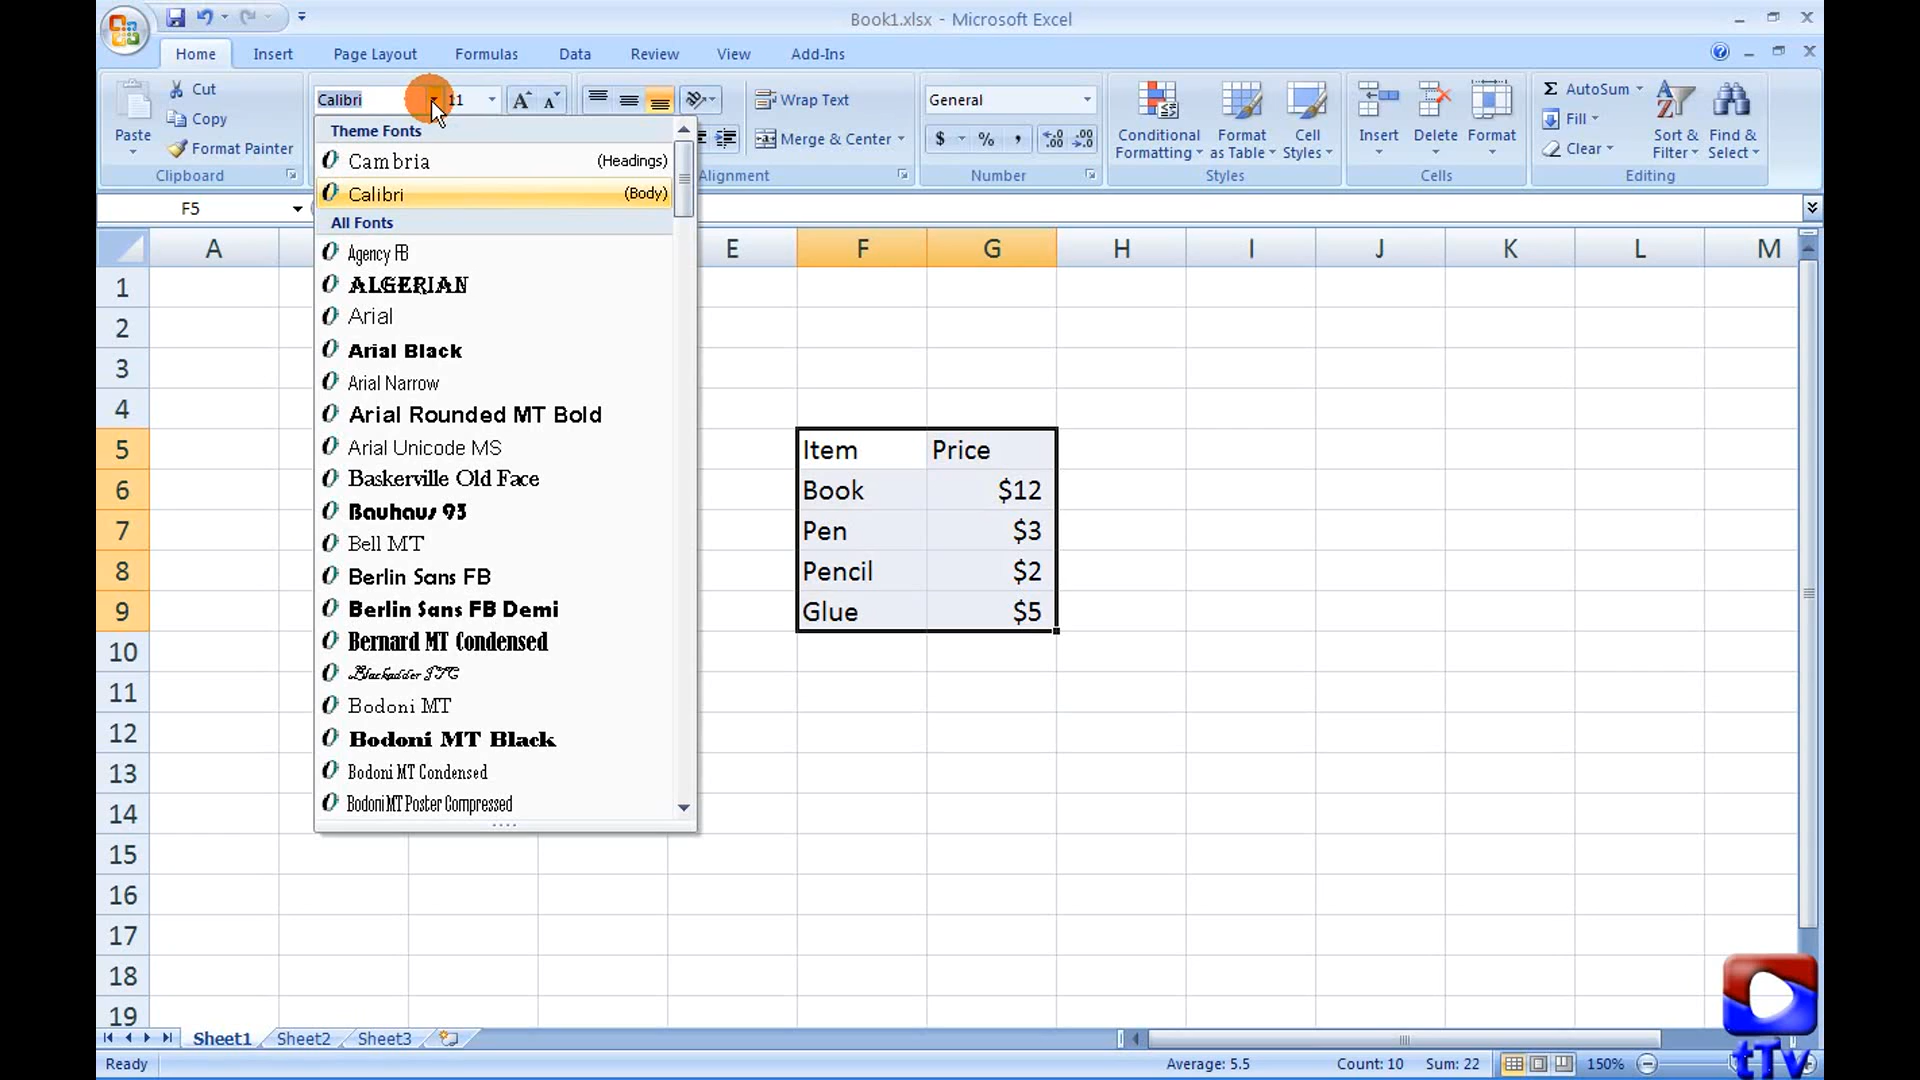 Book1.xlsx - Microsoft Excel
Home Insert Page Layout Formulas Data Review View Add-Ins
Paste
Cut
Copy
Format Painter
Clipboard
Calibri 11
Wrap Text
Merge & Center
Alignment
General
$ % ,
Number
Conditional Formatting
Format as Table
Cell Styles
Styles
Insert Delete Format
Cells
AutoSum
Fill
Clear
Sort & Filter
Find & Select
Editing
F5
Theme Fonts
Cambria (Headings)
Calibri (Body)
All Fonts
Agency FB
ALGERIAN
Arial
Arial Black
Arial Narrow
Arial Rounded MT Bold
Arial Unicode MS
Baskerville Old Face
Bauhaus 93
Bell MT
Berlin Sans FB
Berlin Sans FB Demi
Bernard MT Condensed
Blackadder ITC
Bodoni MT
Bodoni MT Black
Bodoni MT Condensed
Bodoni MT Poster Compressed
A E F G H I J K L M
1
2
3
4
5 Item Price
6 Book $12
7 Pen $3
8 Pencil $2
9 Glue $5
10
11
12
13
14
15
16
17
18
19
Sheet1 Sheet2 Sheet3
Ready Average: 5.5 Count: 10 Sum: 22 150%
tTv